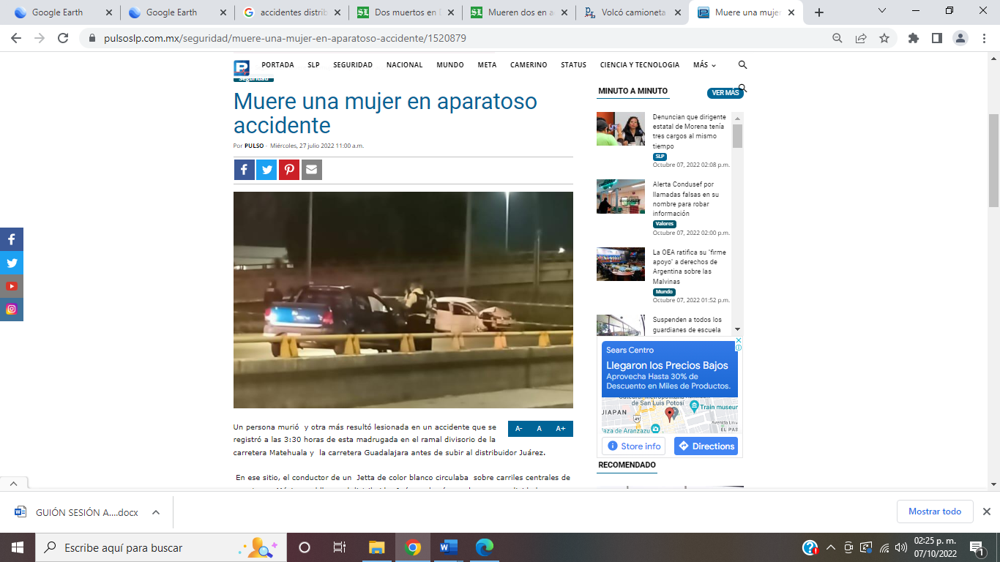 Google Earth
Google Earth
accidentes distrib
Dos muertos en
Mueren dos en a
Volcó camioneta
Muere una mujer
pulsoslp.com.mx/seguridad/muere-una-mujer-en-aparatoso-accidente/1520879
PORTADA SLP SEGURIDAD NACIONAL MUNDO META CAMERINO STATUS CIENCIA Y TECNOLOGIA MÁS
Seguridad
Muere una mujer en aparatoso
accidente
Por PULSO - Miércoles, 27 julio 2022 11:00 a.m.
Un persona murió y otra más resultó lesionada en un accidente que se
registró a las 3:30 horas de esta madrugada en el ramal divisorio de la
carretera Matehuala y la carretera Guadalajara antes de subir al distribuidor Juárez.
A- A A+
En ese sitio, el conductor de un Jetta de color blanco circulaba sobre carriles centrales de
MINUTO A MINUTO
VER MÁS
Denuncian que dirigente
estatal de Morena tenía
tres cargos al mismo
tiempo
SLP
Octubre 07, 2022 02:08 p.m.
Alerta Condusef por
llamadas falsas en su
nombre para robar
información
Valores
Octubre 07, 2022 02:00 p.m.
La OEA ratifica su "firme
apoyo" a derechos de
Argentina sobre las
Malvinas
Mundo
Octubre 07, 2022 01:52 p.m.
Suspenden a todos los
guardianes de escuela
Sears Centro
Llegaron los Precios Bajos
Aprovecha Hasta 30% de
Descuento en Miles de Productos.
de San Luis Potosí
Train museum
UIAPAN
49
Plaza de Aranzazu
Avenida Univer
EL PAS
Store info
Directions
RECOMENDADO
GUIÓN SESIÓN A....docx
Mostrar todo
Escribe aquí para buscar
02:25 p. m.
07/10/2022
1